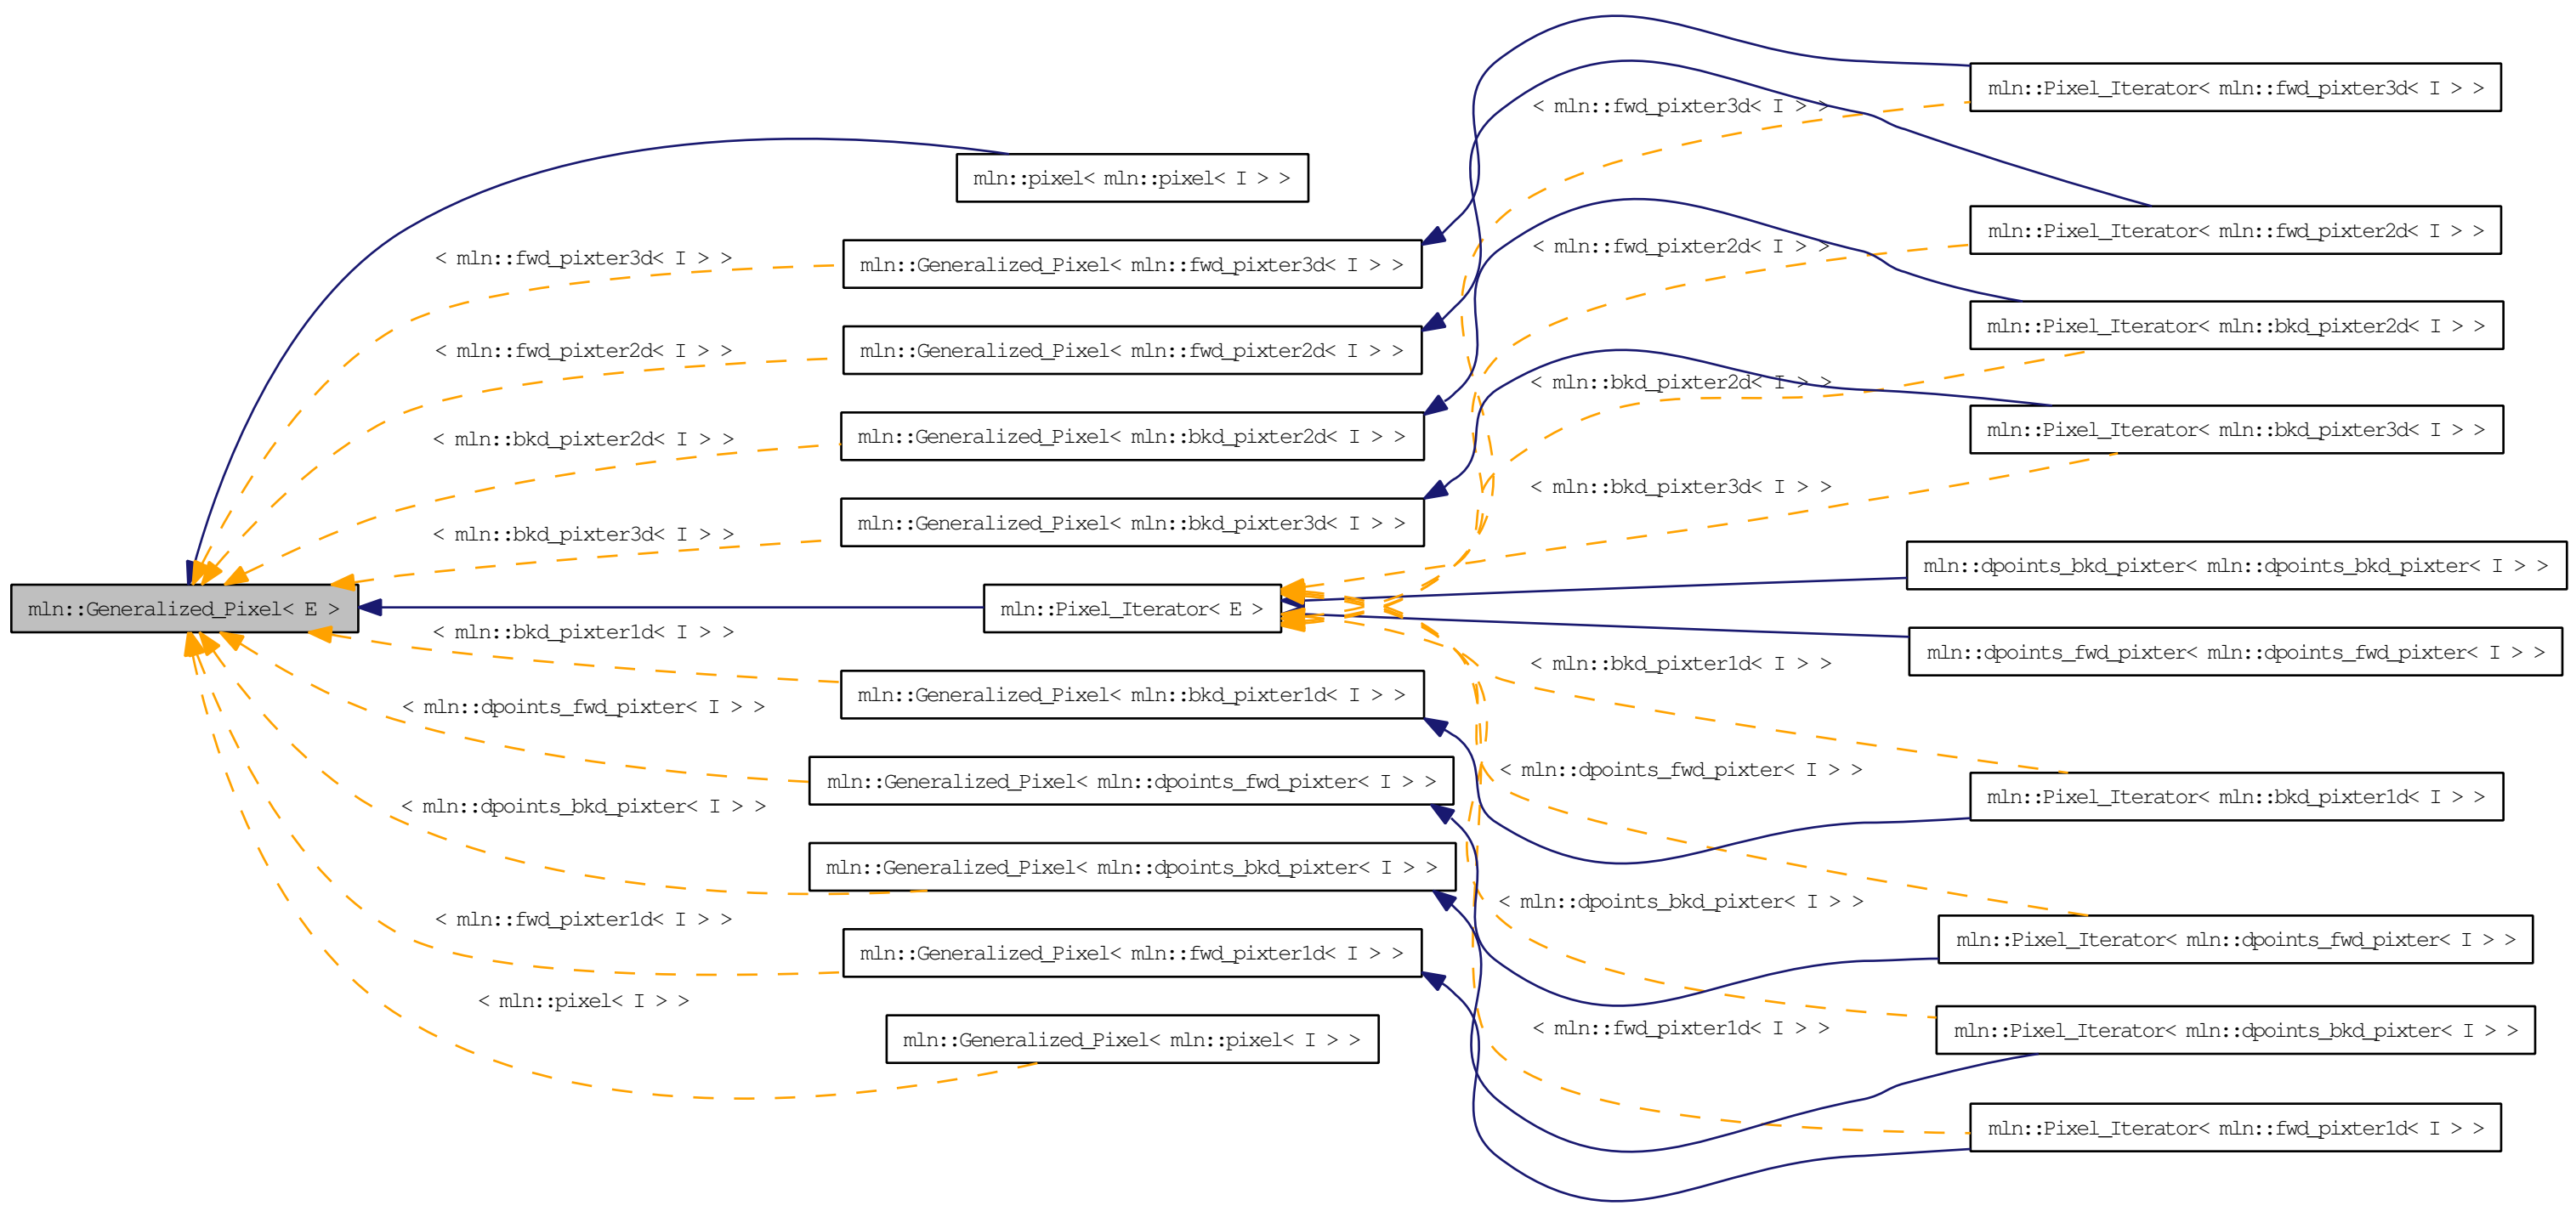 mln::Generalized_Pixel< E >
< mln::fwd_pixter3d< I > >
< mln::fwd_pixter2d< I > >
< mln::bkd_pixter2d< I > >
< mln::bkd_pixter3d< I > >
< mln::bkd_pixter1d< I > >
< mln::dpoints_fwd_pixter< I > >
< mln::dpoints_bkd_pixter< I > >
< mln::fwd_pixter1d< I > >
< mln::pixel< I > >
mln::pixel< mln::pixel< I > >
mln::Generalized_Pixel< mln::fwd_pixter3d< I > >
mln::Generalized_Pixel< mln::fwd_pixter2d< I > >
mln::Generalized_Pixel< mln::bkd_pixter2d< I > >
mln::Generalized_Pixel< mln::bkd_pixter3d< I > >
mln::Pixel_Iterator< E >
mln::Generalized_Pixel< mln::bkd_pixter1d< I > >
mln::Generalized_Pixel< mln::dpoints_fwd_pixter< I > >
mln::Generalized_Pixel< mln::dpoints_bkd_pixter< I > >
mln::Generalized_Pixel< mln::fwd_pixter1d< I > >
mln::Generalized_Pixel< mln::pixel< I > >
< mln::fwd_pixter3d< I > >
< mln::fwd_pixter2d< I > >
< mln::bkd_pixter2d< I > >
< mln::bkd_pixter3d< I > >
< mln::bkd_pixter1d< I > >
< mln::dpoints_fwd_pixter< I > >
< mln::dpoints_bkd_pixter< I > >
< mln::fwd_pixter1d< I > >
mln::Pixel_Iterator< mln::fwd_pixter3d< I > >
mln::Pixel_Iterator< mln::fwd_pixter2d< I > >
mln::Pixel_Iterator< mln::bkd_pixter2d< I > >
mln::Pixel_Iterator< mln::bkd_pixter3d< I > >
mln::dpoints_bkd_pixter< mln::dpoints_bkd_pixter< I > >
mln::dpoints_fwd_pixter< mln::dpoints_fwd_pixter< I > >
mln::Pixel_Iterator< mln::bkd_pixter1d< I > >
mln::Pixel_Iterator< mln::dpoints_fwd_pixter< I > >
mln::Pixel_Iterator< mln::dpoints_bkd_pixter< I > >
mln::Pixel_Iterator< mln::fwd_pixter1d< I > >